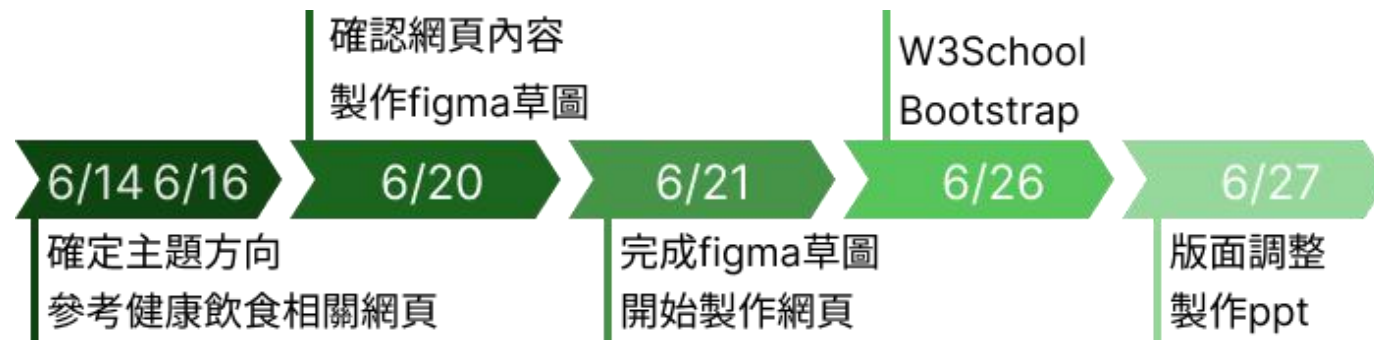 確認網頁內容
製作figma草圖
W3School
Bootstrap
6/14 6/16
6/20
6/21
6/26
6/27
確定主題方向
參考健康飲食相關網頁
完成figma草圖
開始製作網頁
版面調整
製作ppt